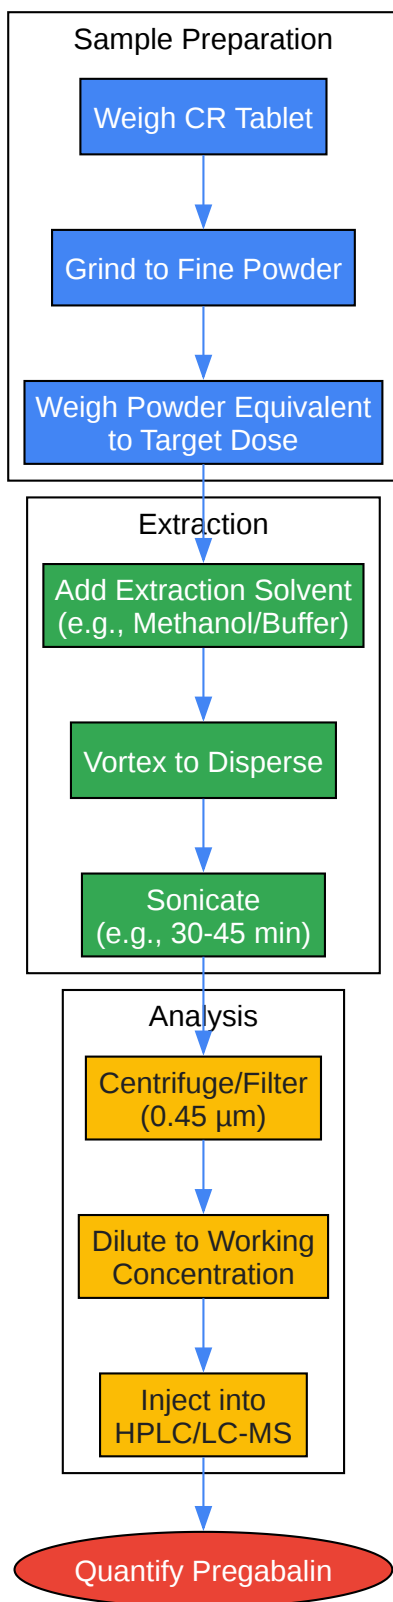 Sample Preparation
Weigh CR Tablet
Grind to Fine Powder
Weigh Powder Equivalent
to Target Dose
Extraction
Add Extraction Solvent
(e.g., Methanol/Buffer)
Vortex to Disperse
Sonicate
(e.g., 30-45 min)
Analysis
Centrifuge/Filter
(0.45 µm)
Dilute to Working
Concentration
Inject into
HPLC/LC-MS
Quantify Pregabalin